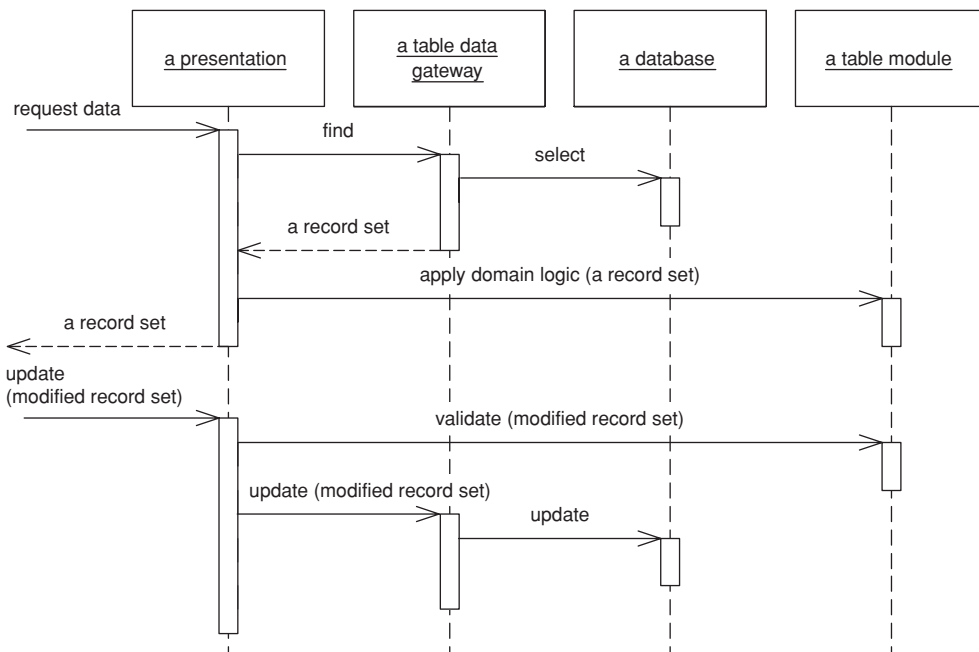 a presentation
a table data
gateway
a database
a table module
request data
find
select
a record set
apply domain logic (a record set)
a record set
update
(modified record set)
validate (modified record set)
update (modified record set)
update